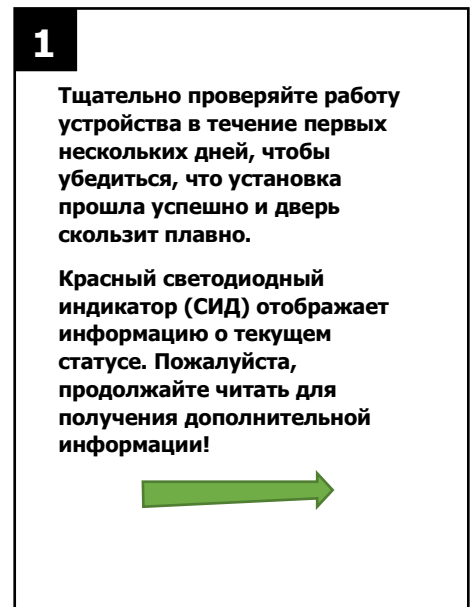 1
Тщательно проверяйте работу
устройства в течение первых
нескольких дней, чтобы
убедиться, что установка
прошла успешно и дверь
скользит плавно.
Красный светодиодный
индикатор (СИД) отображает
информацию о текущем
статусе. Пожалуйста,
продолжайте читать для
получения дополнительной
информации!